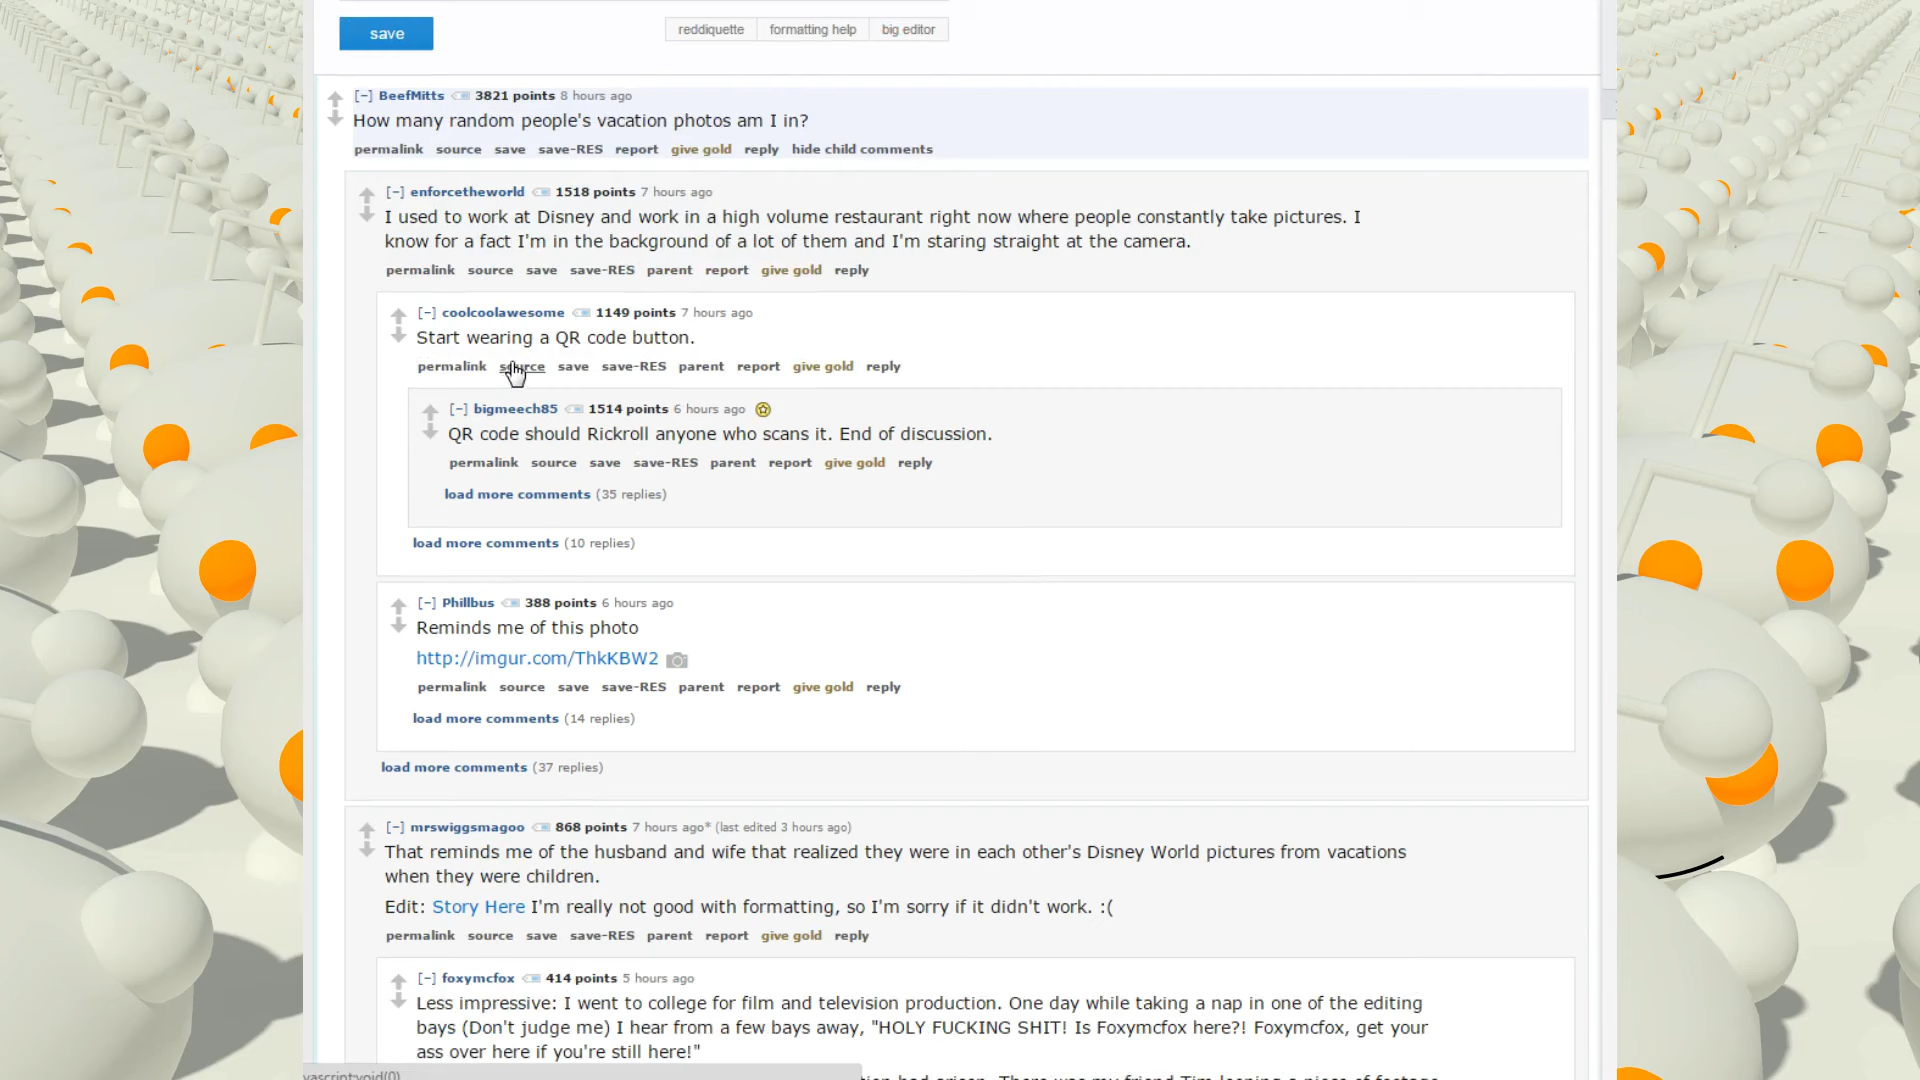 save
reddiquette formatting help big editor
[–] BeefMitts 3821 points 8 hours ago
How many random people's vacation photos am I in?
permalink source save save-RES report give gold reply hide child comments
[–] enforcetheworld 1518 points 7 hours ago
I used to work at Disney and work in a high volume restaurant right now where people constantly take pictures. I
know for a fact I'm in the background of a lot of them and I'm staring straight at the camera.
permalink source save save-RES parent report give gold reply
[–] coolcoolawesome 1149 points 7 hours ago
Start wearing a QR code button.
permalink source save save-RES parent report give gold reply
[–] bigmeech85 1514 points 6 hours ago
QR code should Rickroll anyone who scans it. End of discussion.
permalink source save save-RES parent report give gold reply
load more comments (35 replies)
load more comments (10 replies)
[–] Phillbus 388 points 6 hours ago
Reminds me of this photo
http://imgur.com/ThkKBW2
permalink source save save-RES parent report give gold reply
load more comments (14 replies)
load more comments (37 replies)
[–] mrswiggsmagoo 868 points 7 hours ago* (last edited 3 hours ago)
That reminds me of the husband and wife that realized they were in each other's Disney World pictures from vacations
when they were children.
Edit: Story Here I'm really not good with formatting, so I'm sorry if it didn't work. :(
permalink source save save-RES parent report give gold reply
[–] foxymcfox 414 points 5 hours ago
Less impressive: I went to college for film and television production. One day while taking a nap in one of the editing
bays (Don't judge me) I hear from a few bays away, "HOLY FUCKING SHIT! Is Foxymcfox here?! Foxymcfox, get your
ass over here if you're still here!"